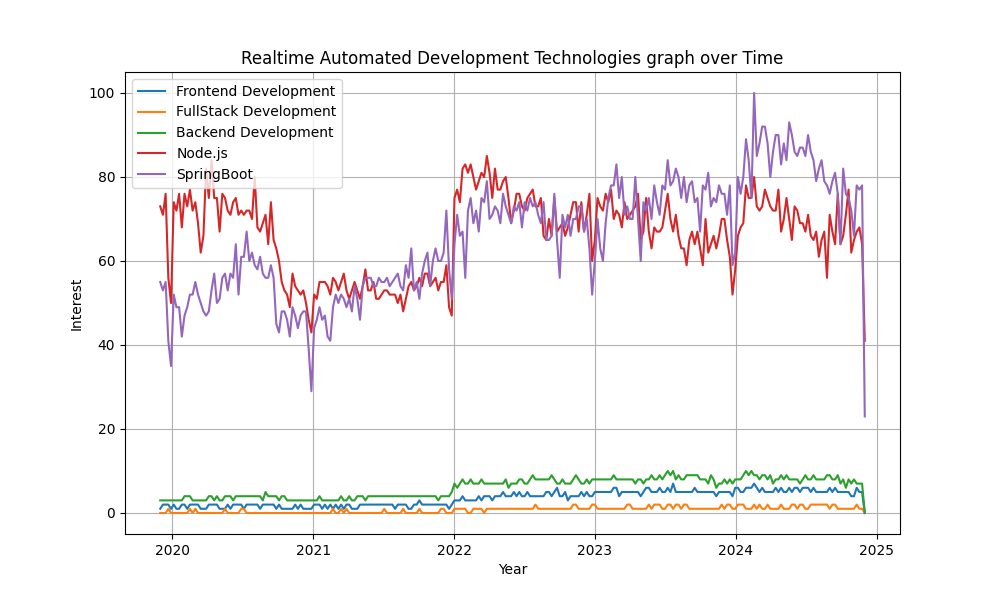 Realtime Automated Development Technologies graph over Time
Frontend Development
FullStack Development
Backend Development
Node.js
SpringBoot
100
80
60
40
20
0
Interest
2020 2021 2022 2023 2024 2025
Year